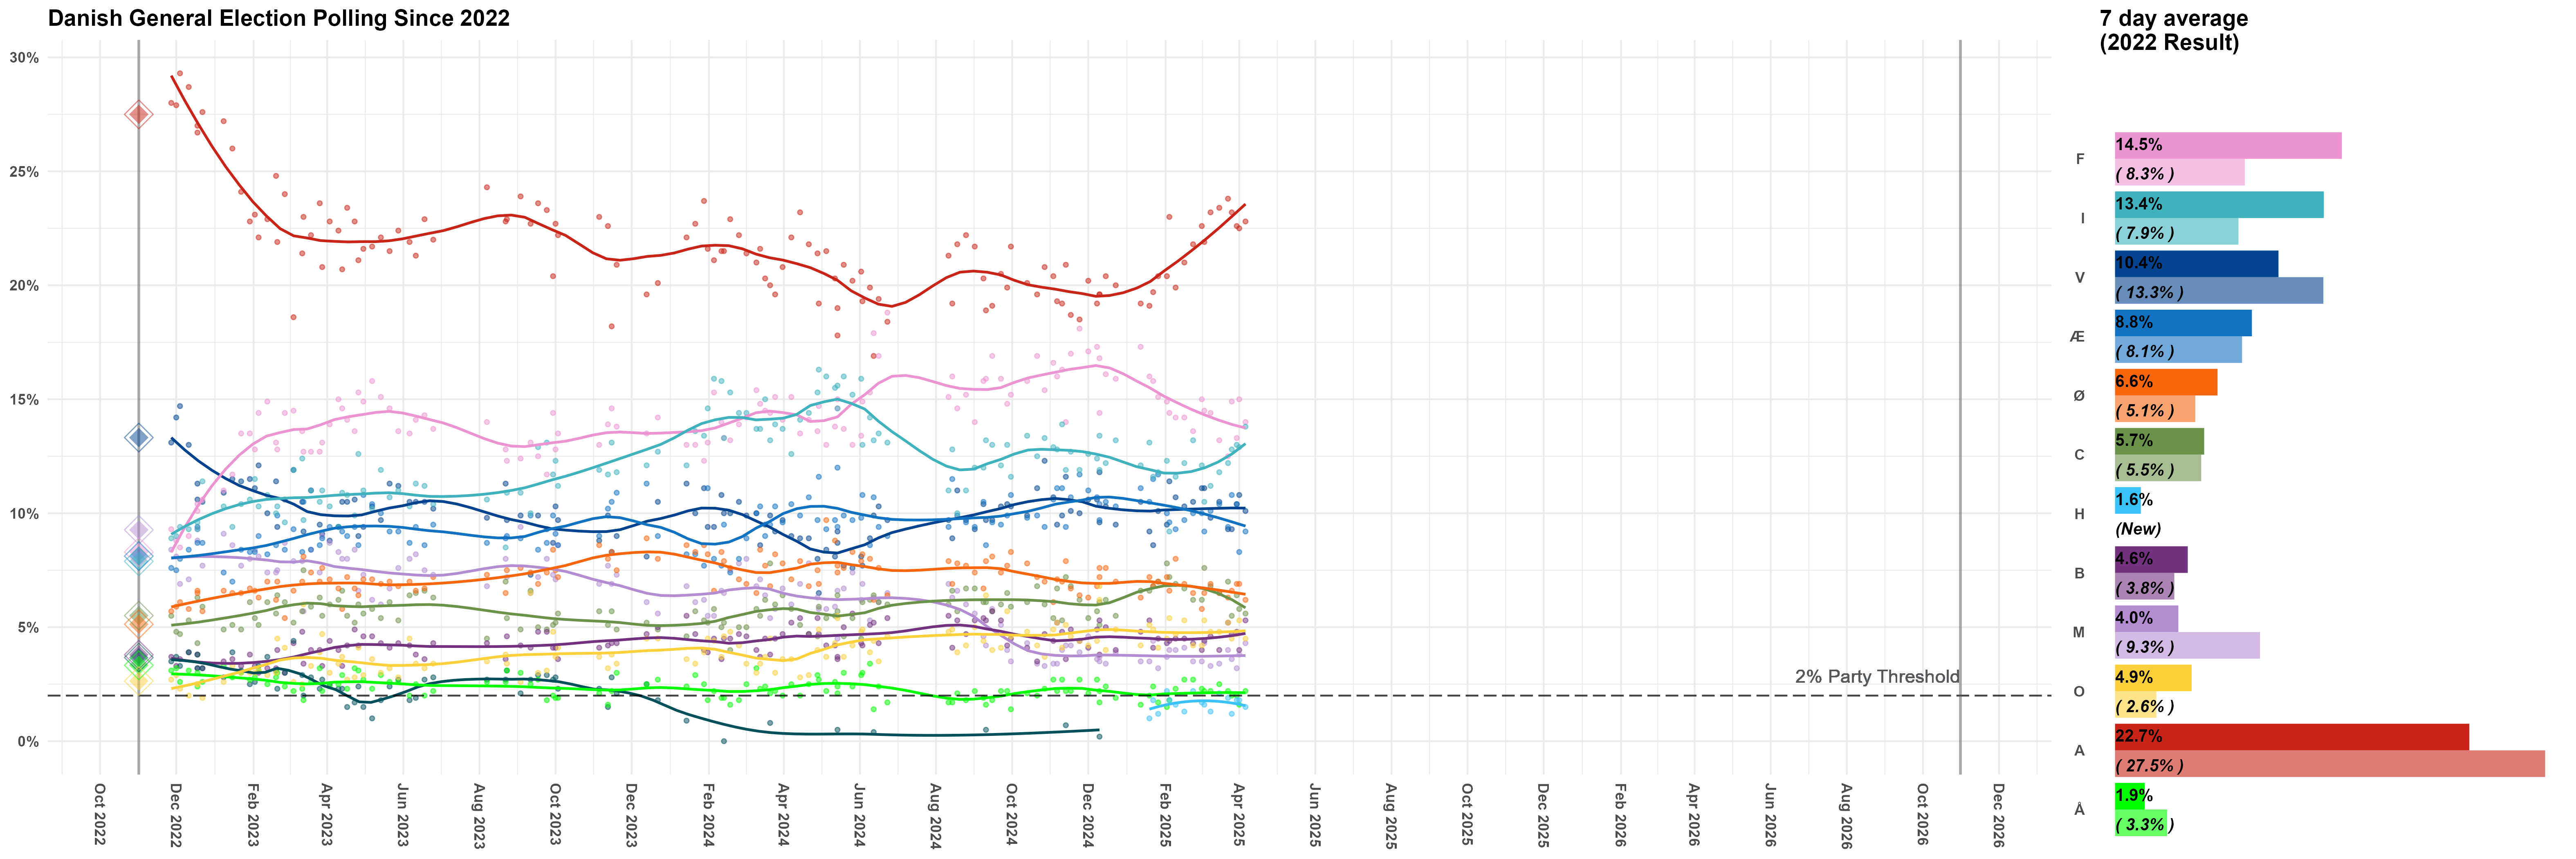 Danish General Election Polling Since 2022
30%
25%
20%
15%
10%
5%
0%
2% Party Threshold
Oct 2022
Dec 2022
Feb 2023
Apr 2023
Jun 2023
Aug 2023
Oct 2023
Dec 2023
Feb 2024
Apr 2024
Jun 2024
Aug 2024
Oct 2024
Dec 2024
Feb 2025
Apr 2025
Jun 2025
Aug 2025
Oct 2025
Dec 2025
Feb 2026
Apr 2026
Jun 2026
Aug 2026
Oct 2026
Dec 2026
7 day average
(2022 Result)
F
14.5%
( 8.3% )
I
13.4%
( 7.9% )
V
10.4%
( 13.3% )
Æ
8.8%
( 8.1% )
Ø
6.6%
( 5.1% )
C
5.7%
( 5.5% )
H
1.6%
(New)
B
4.6%
( 3.8% )
M
4.0%
( 9.3% )
O
4.9%
( 2.6% )
A
22.7%
( 27.5% )
Å
1.9%
( 3.3% )